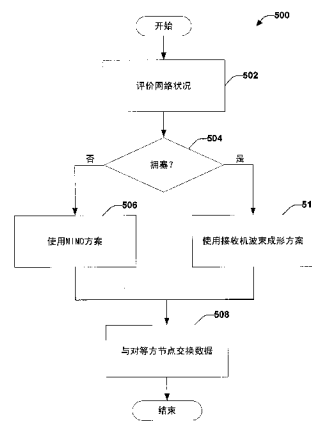 开始
500
评价网络状况
502
504
拥塞?
否
是
506
使用MIMO方案
51
使用接收机波束成形方案
508
与对等方节点交换数据
结束